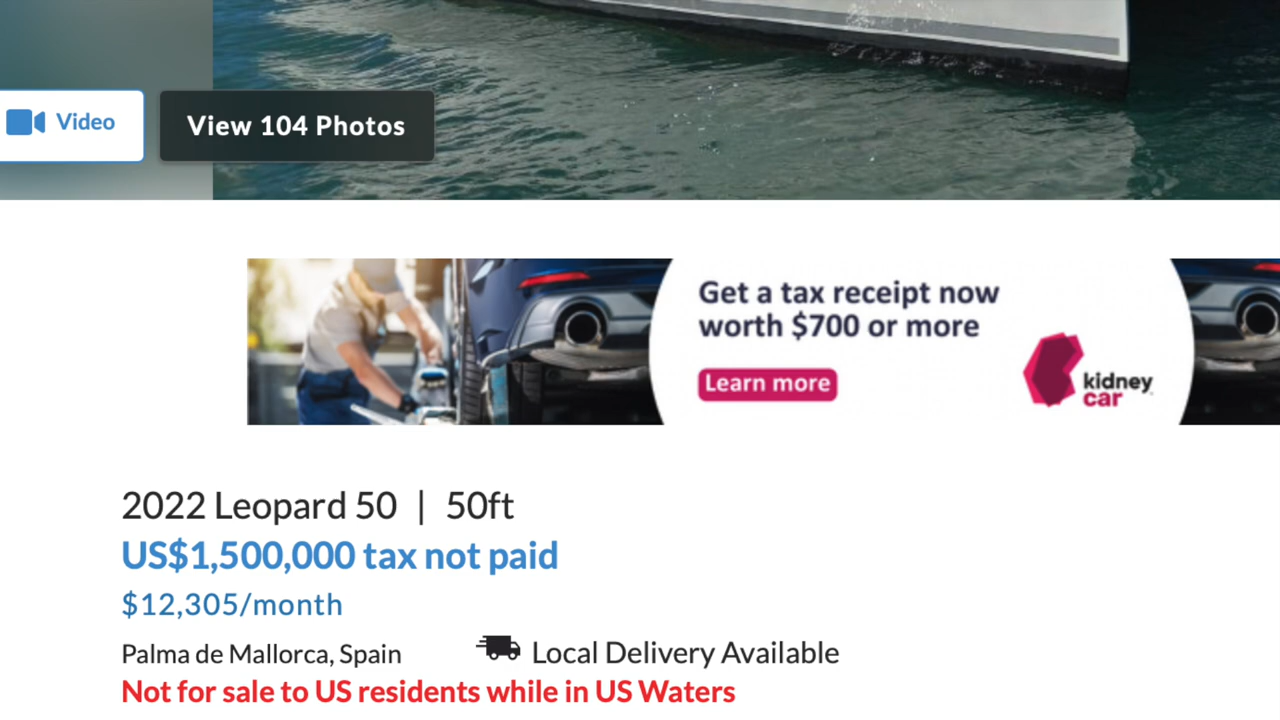 Video
View 104 Photos
Get a tax receipt now
worth $700 or more
Learn more
kidney
car
2022 Leopard 50 | 50ft
US$1,500,000 tax not paid
$12,305/month
Palma de Mallorca, Spain
Local Delivery Available
Not for sale to US residents while in US Waters